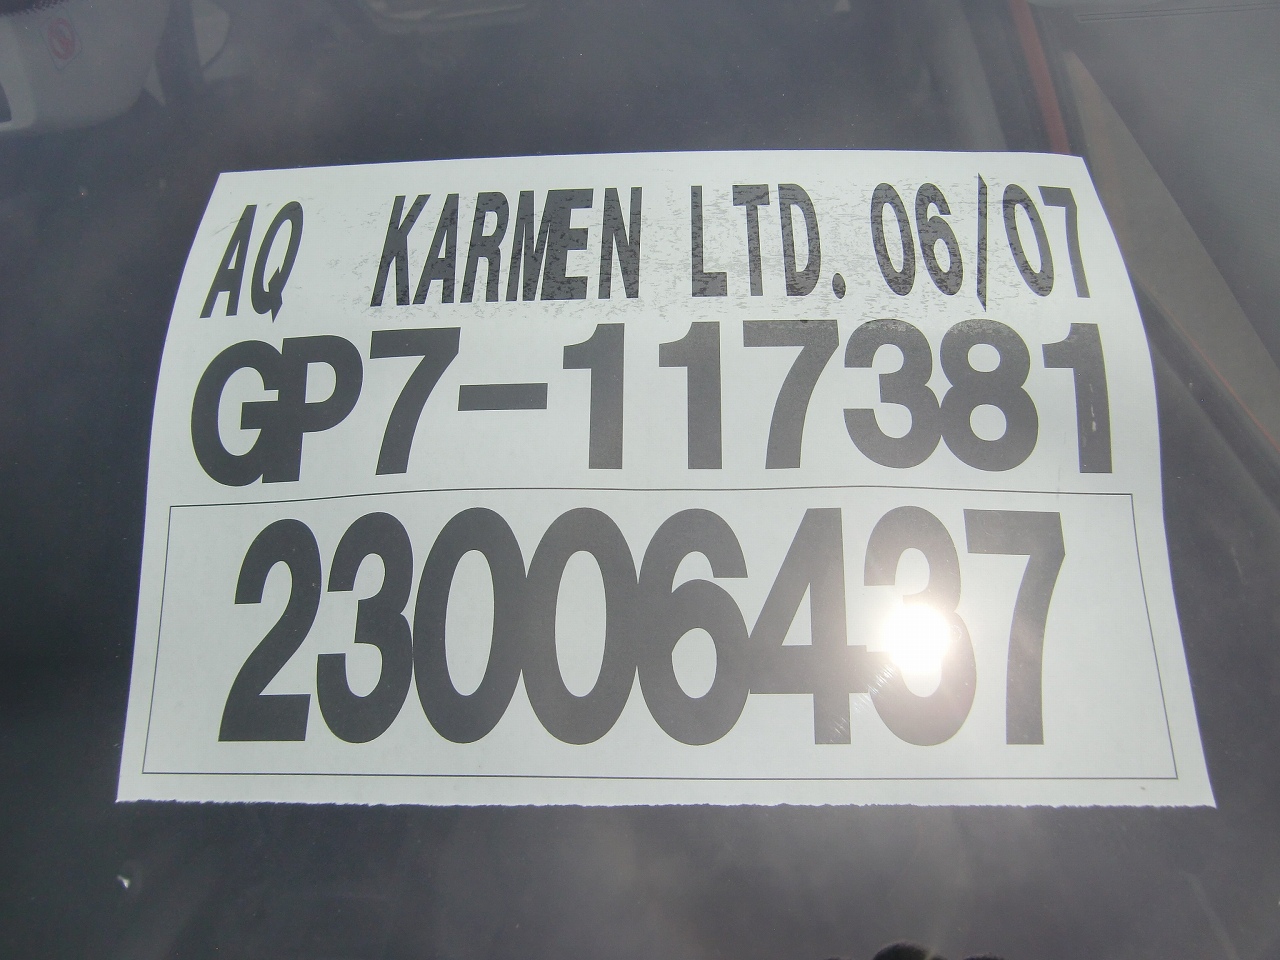 AQ KARMEN LTD. 06/07
GP7-117381
23006437